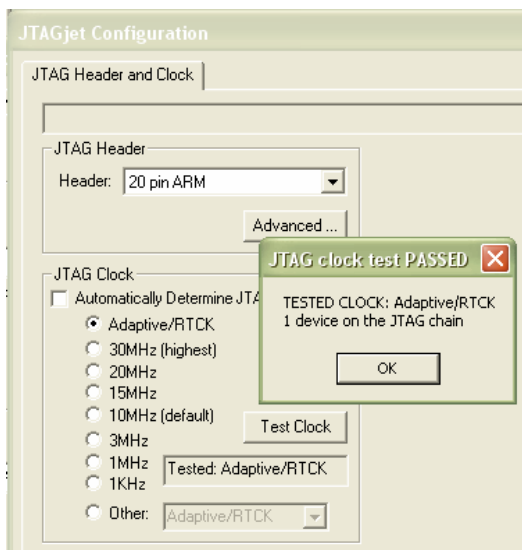 JTAGjet Configuration
JTAG Header and Clock
JTAG Header
Header: 20 pin ARM
Advanced ...
JTAG clock test PASSED
TESTED CLOCK: Adaptive/RTCK
1 device on the JTAG chain
OK
JTAG Clock
Automatically Determine JTA
Adaptive/RTCK
30MHz (highest)
20MHz
15MHz
10MHz (default)
Test Clock
3MHz
1MHz
Tested: Adaptive/RTCK
1KHz
Other: Adaptive/RTCK